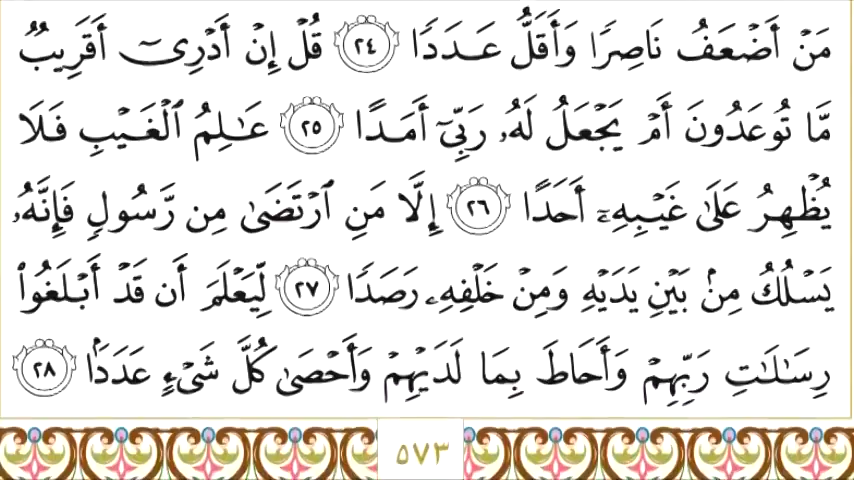 مَنۡ أَضۡعَفُ نَاصِرٗا وَأَقَلُّ عَدَدٗا ٢٤ قُلۡ إِنۡ أَدۡرِيٓ أَقَرِيبٞ
مَّا تُوعَدُونَ أَمۡ يَجۡعَلُ لَهُۥ رَبِّيٓ أَمَدًا ٢٥ عَٰلِمُ ٱلۡغَيۡبِ فَلَا
يُظۡهِرُ عَلَىٰ غَيۡبِهِۦٓ أَحَدًا ٢٦ إِلَّا مَنِ ٱرۡتَضَىٰ مِن رَّسُولٖ فَإِنَّهُۥ
يَسۡلُكُ مِنۢ بَيۡنِ يَدَيۡهِ وَمِنۡ خَلۡفِهِۦ رَصَدٗا ٢٧ لِّيَعۡلَمَ أَن قَدۡ أَبۡلَغُواْ
رِسَٰلَٰتِ رَبِّهِمۡ وَأَحَاطَ بِمَا لَدَيۡهِمۡ وَأَحۡصَىٰ كُلَّ شَيۡءٍ عَدَدَۢا ٢٨
٥٧٣